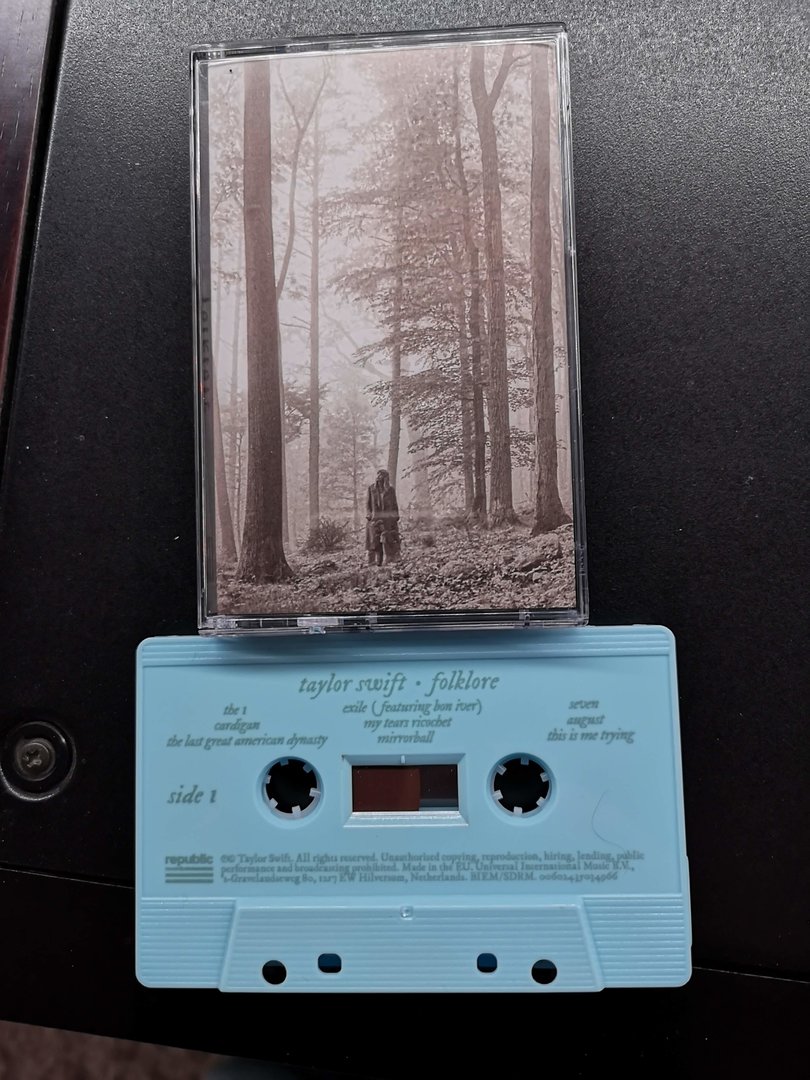 taylor swift • folklore
the 1
cardigan
the last great american dynasty
exile (featuring bon iver)
my tears ricochet
mirrorball
seven
august
this is me trying
side 1
republic
℗© Taylor Swift. All rights reserved. Unauthorised copying, reproduction, hiring, lending, public
performance and broadcasting prohibited. Made in the EU. Universal International Music B.V.,
's-Gravelandseweg 80, 1217 EW Hilversum, Netherlands. BIEM/SDRM. 00602435034966